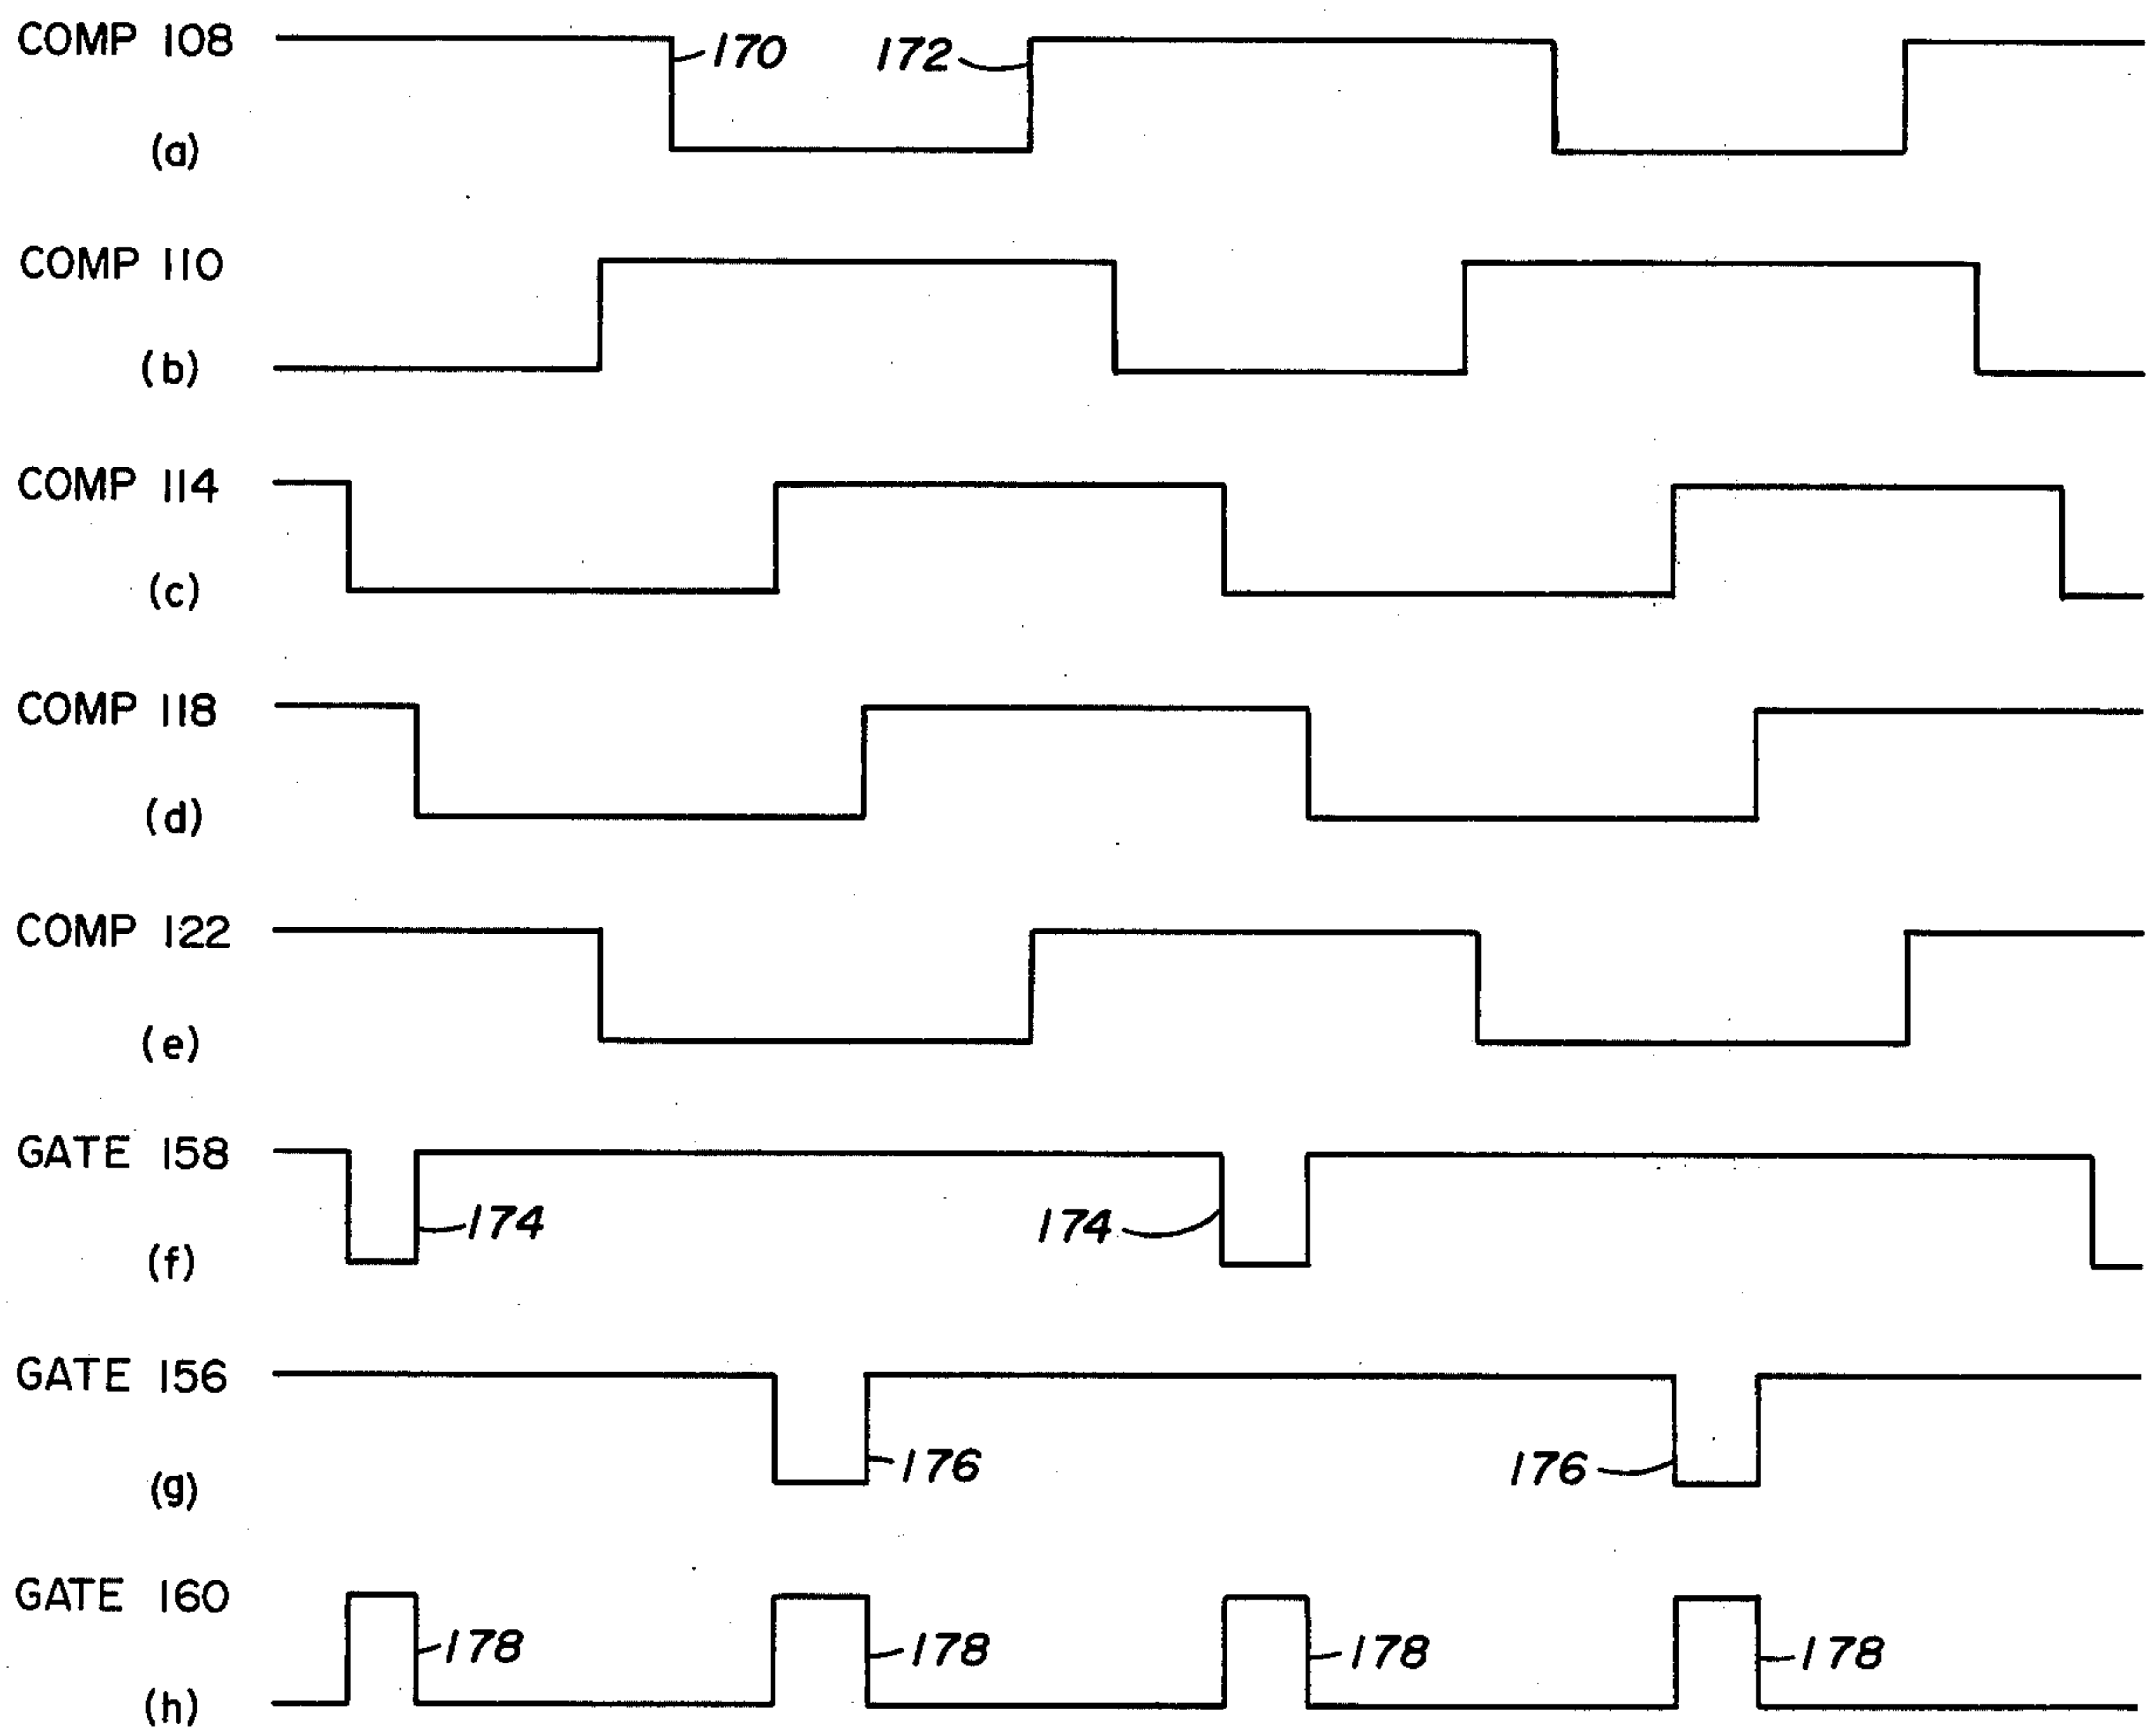 COMP 108
170
172
(a)
COMP 110
(b)
COMP 114
(c)
COMP 118
(d)
COMP 122
(e)
GATE 158
174
174
(f)
GATE 156
176
176
(g)
GATE 160
178
178
178
178
(h)